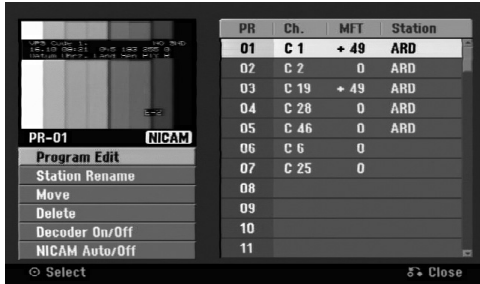 PR-01 NICAM
Program Edit
Station Rename
Move
Delete
Decoder On/Off
NICAM Auto/Off
PR Ch. MFT Station
01 C 1 + 49 ARD
02 C 2 0 ARD
03 C 19 + 49 ARD
04 C 28 0 ARD
05 C 46 0 ARD
06 C 6 0
07 C 25 0
08
09
10
11
Select
Close